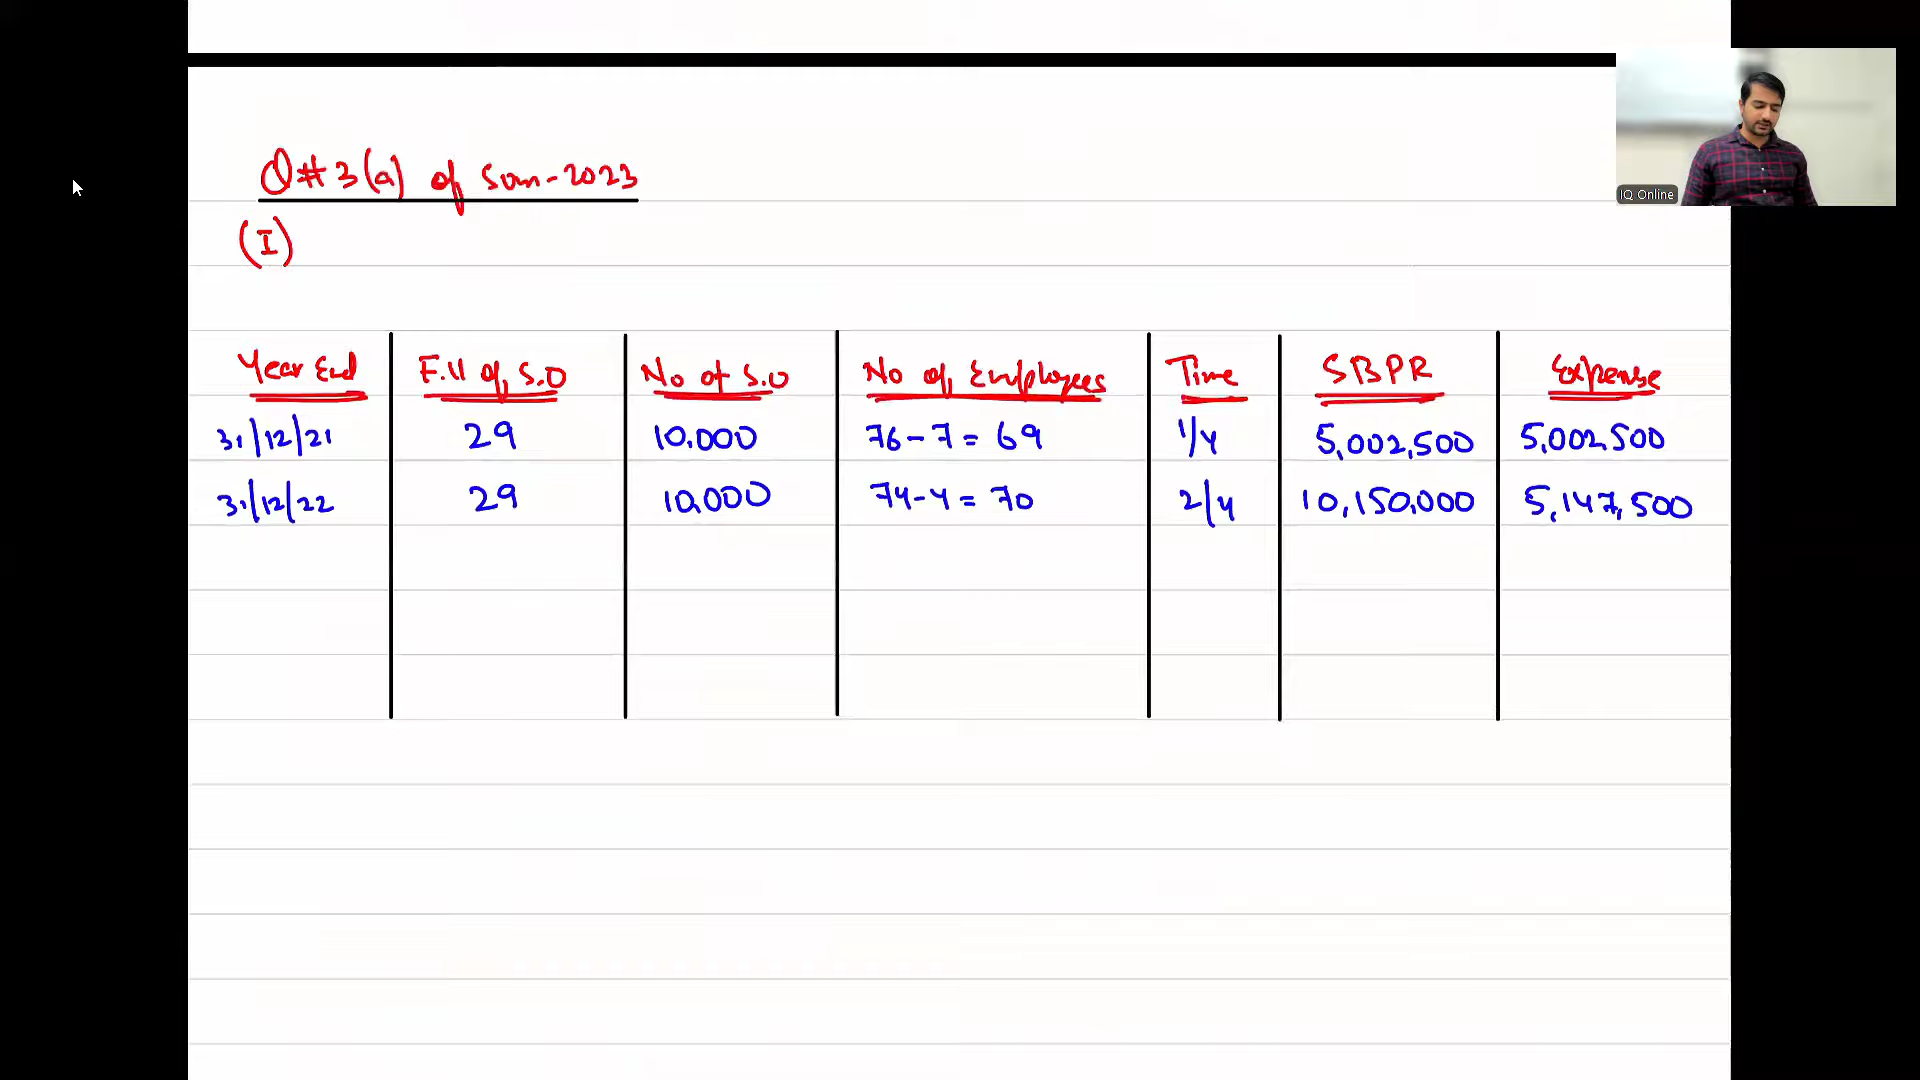 Q# 3(a) of Sum-2023
(I)
Year End F.V of S.O No of S.O No of Employees Time SBPR Expense
31/12/21 29 10,000 76-7 = 69 1/4 5,002,500 5,002,500
31/12/22 29 10,000 74-4 = 70 2/4 10,150,000 5,147,500
IQ Online